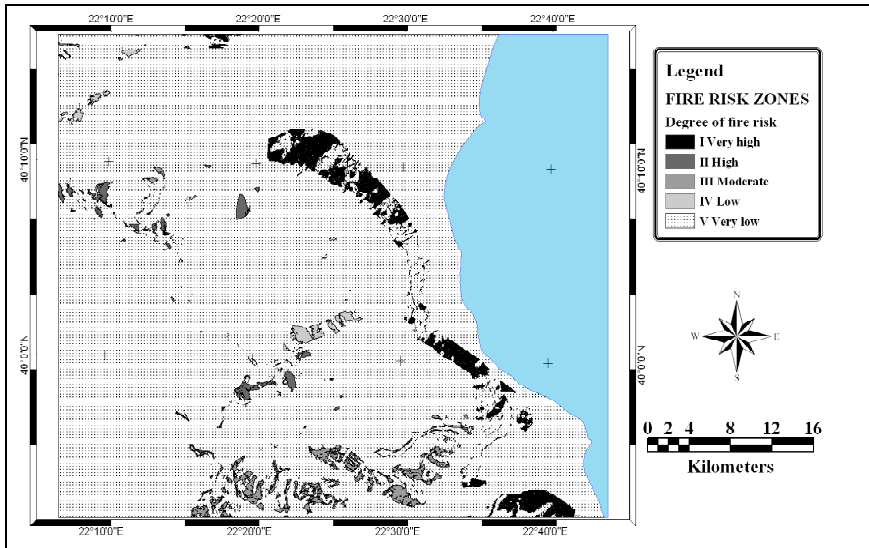 22°10'0"E 22°20'0"E 22°30'0"E 22°40'0"E
40°10'0"N
40°0'0"N
40°10'0"N
40°0'0"N
22°10'0"E 22°20'0"E 22°30'0"E 22°40'0"E
Legend
FIRE RISK ZONES
Degree of fire risk
I Very high
II High
III Moderate
IV Low
V Very low
N
W E
S
0 2 4 8 12 16
Kilometers